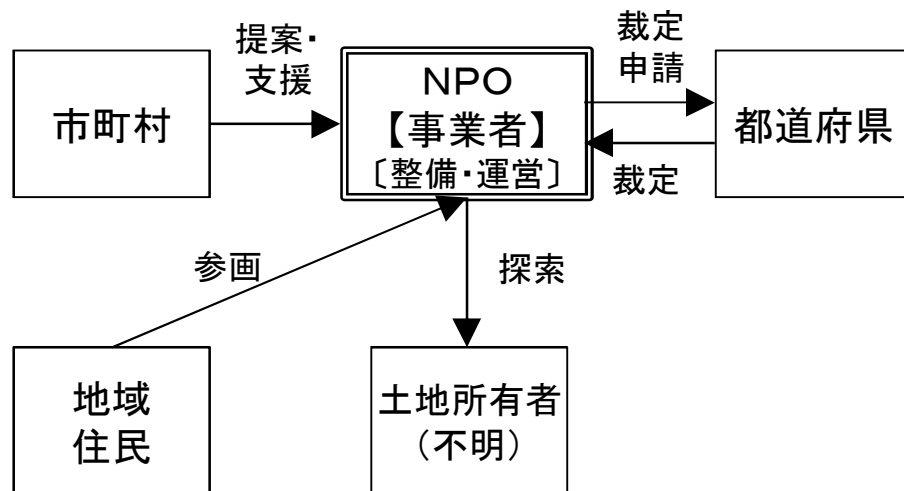 市町村
提案・
支援
NPO
【事業者】
〔整備・運営〕
裁定
申請
裁定
都道府県
参画
探索
地域
住民
土地所有者
（不明）